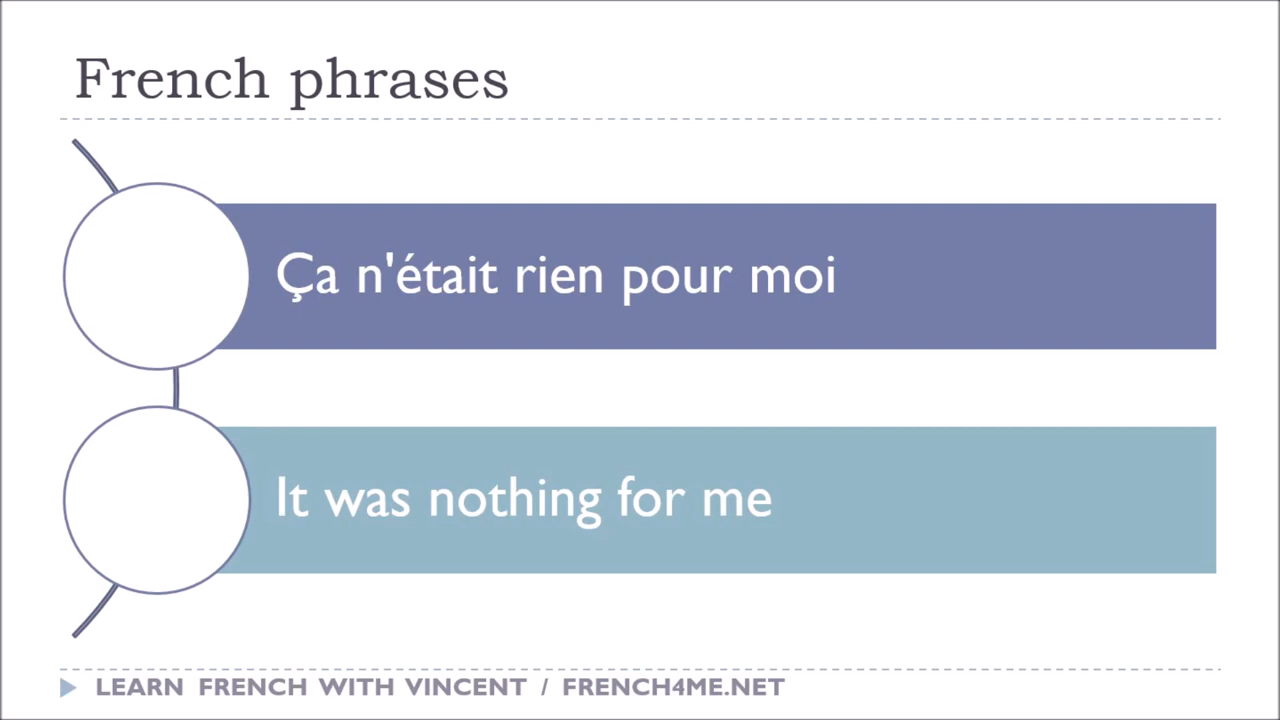 French phrases
Ça n'était rien pour moi
It was nothing for me
LEARN FRENCH WITH VINCENT / FRENCH4ME.NET